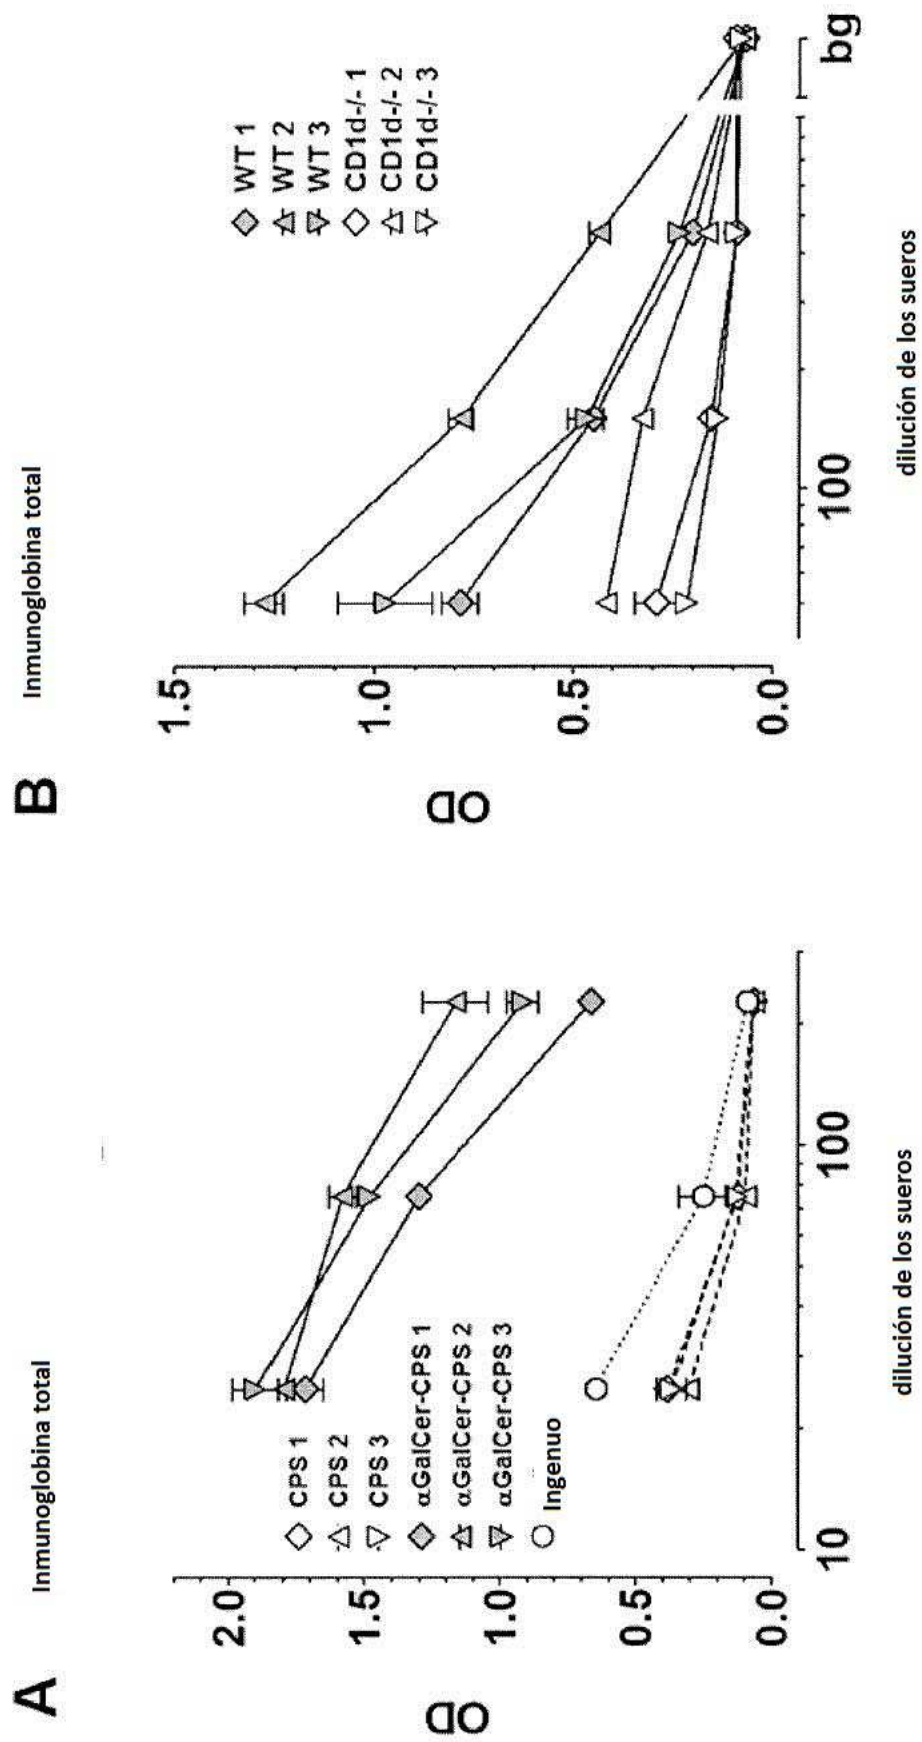 A
Inmunoglobina total
OD
2.0
1.5
1.0
0.5
0.0
CPS 1
CPS 2
CPS 3
αGalCer-CPS 1
αGalCer-CPS 2
αGalCer-CPS 3
Ingenuo
10
100
dilución de los sueros
B
Inmunoglobina total
OD
1.5
1.0
0.5
0.0
WT 1
WT 2
WT 3
CD1d-/- 1
CD1d-/- 2
CD1d-/- 3
100
bg
dilución de los sueros